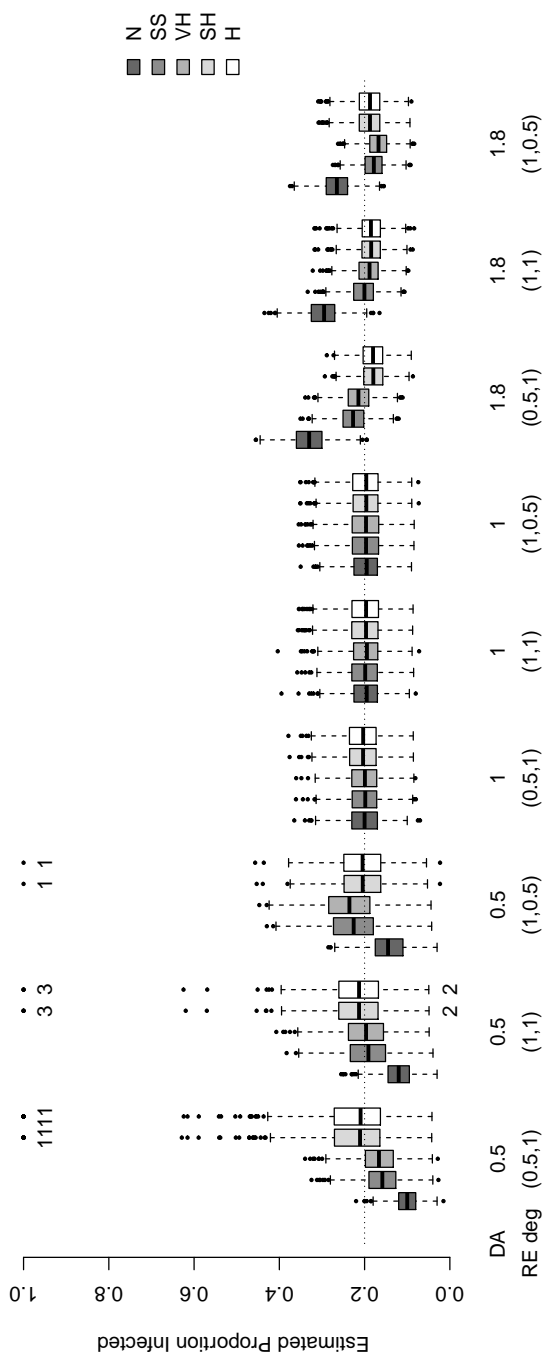 N
SS
VH
SH
H
1111
3 3
1 1
2 2
1.0
0.8
0.6
0.4
0.2
0.0
Estimated Proportion Infected
DA 0.5 0.5 0.5 1 1 1 1.8 1.8 1.8
RE deg (0.5,1) (1,1) (1,0.5) (0.5,1) (1,1) (1,0.5) (0.5,1) (1,1) (1,0.5)